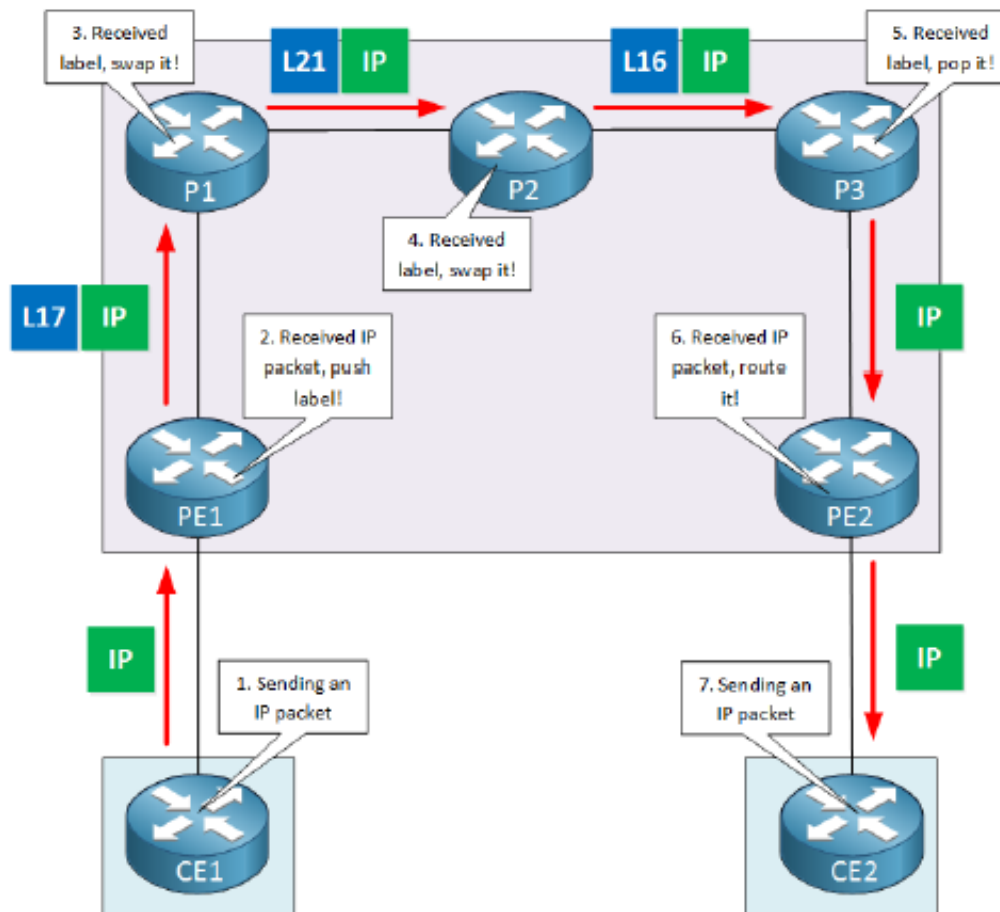 3. Received
label, swap it!
L21
IP
L16
IP
5. Received
label, pop it!
P1
P2
P3
4. Received
label, swap it!
L17
IP
2. Received IP
packet, push
label!
6. Received IP
packet, route
it!
IP
PE1
PE2
IP
1. Sending an
IP packet
7. Sending an
IP packet
IP
CE1
CE2